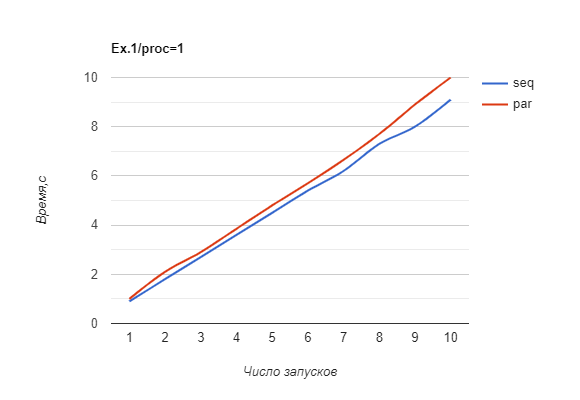 Ex.1/proc=1
10
8
6
4
2
0
Время,с
1 2 3 4 5 6 7 8 9 10
Число запусков
seq
par